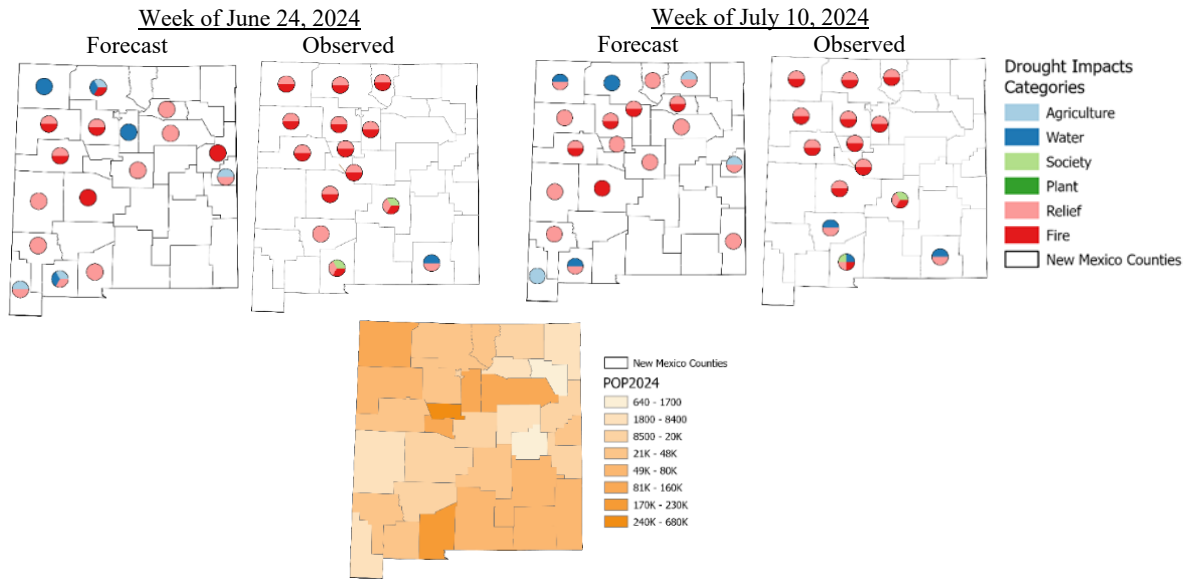 Week of June 24, 2024
Week of July 10, 2024
Forecast
Observed
Forecast
Observed
Drought Impacts
Categories
Agriculture
Water
Society
Plant
Relief
Fire
New Mexico Counties
New Mexico Counties
POP2024
640 - 1700
1800 - 8400
8500 - 20K
21K - 48K
49K - 80K
81K - 160K
170K - 230K
240K - 680K